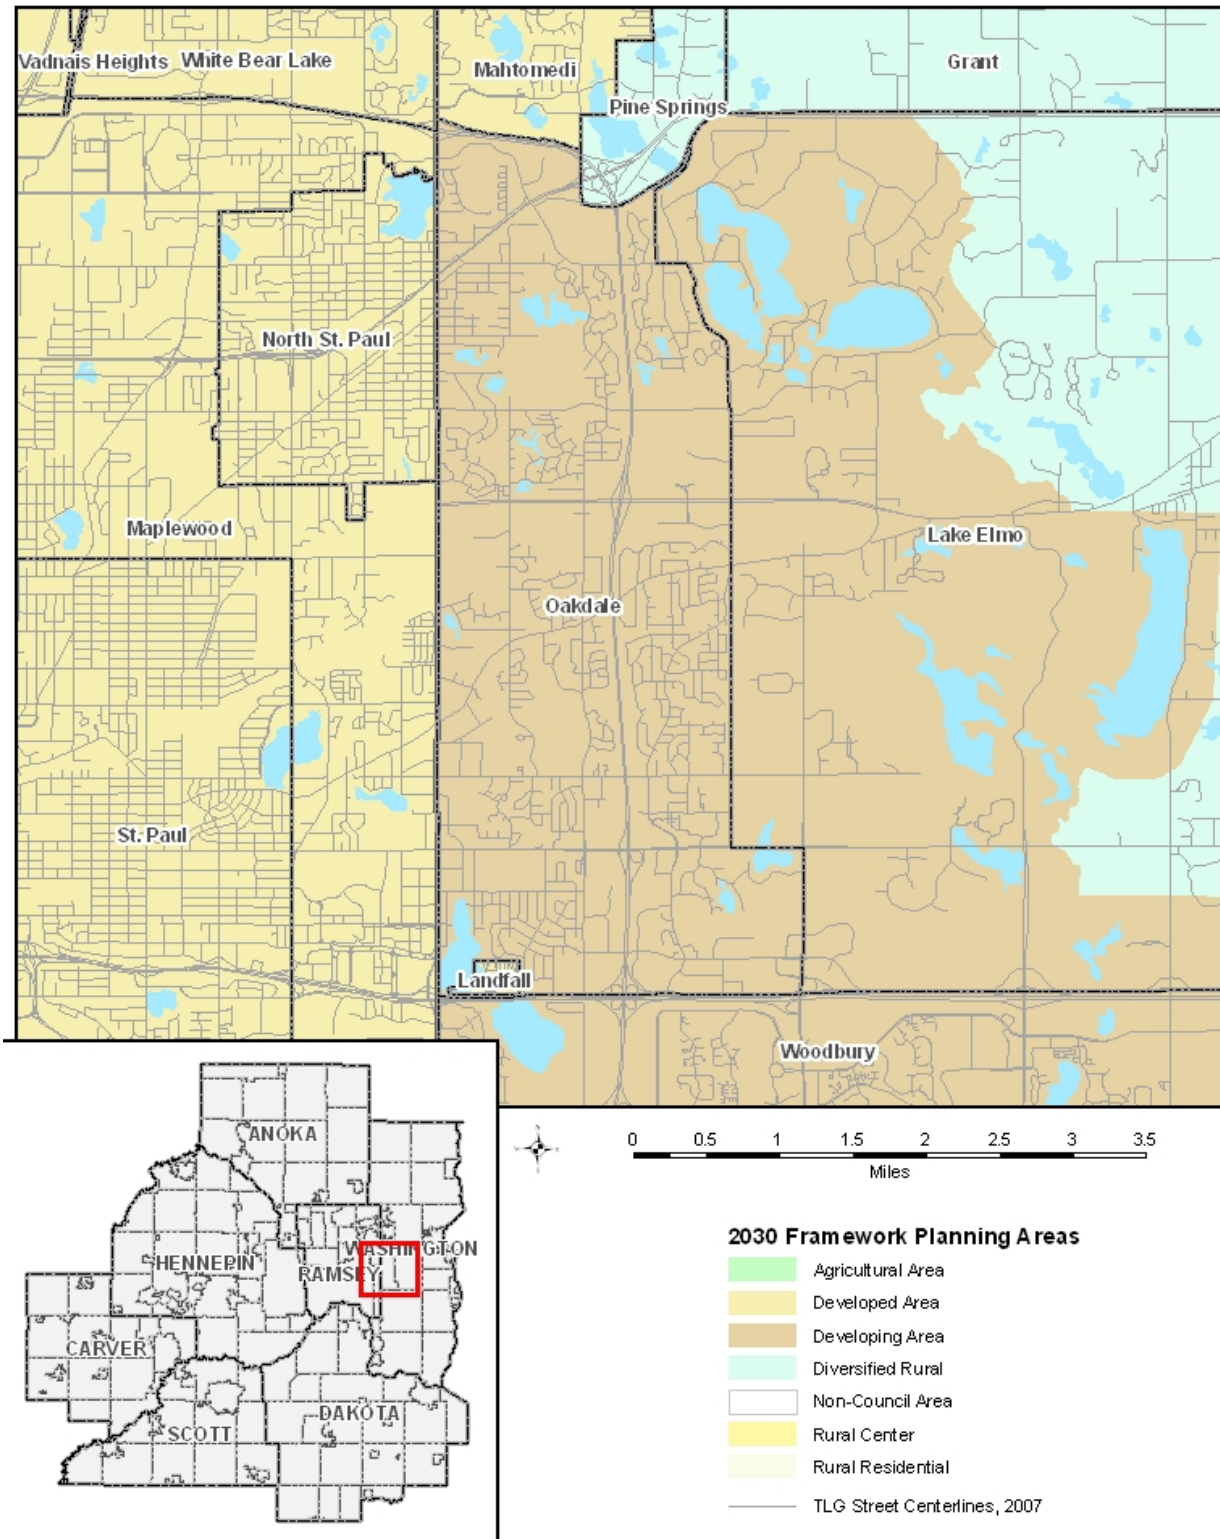 Vadnais Heights
White Bear Lake
Mahtomedi
Grant
Pine Springs
North St. Paul
Maplewood
Lake Elmo
Oakdale
St. Paul
Landfall
Woodbury
ANOKA
WASHINGTON
HENNEPIN
RAMSEY
CARVER
DAKOTA
SCOTT
0 0.5 1 1.5 2 2.5 3 3.5
Miles
2030 Framework Planning Areas
Agricultural Area
Developed Area
Developing Area
Diversified Rural
Non-Council Area
Rural Center
Rural Residential
TLG Street Centerlines, 2007